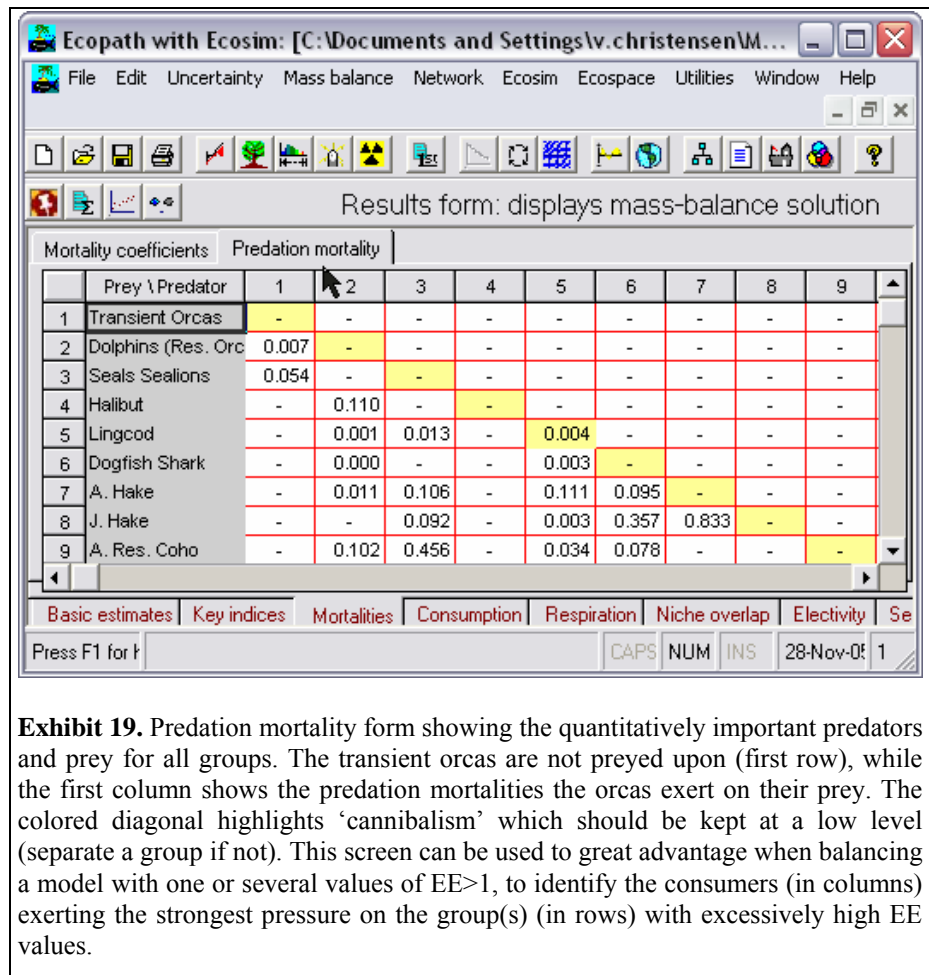 Ecopath with Ecosim: [C:\Documents and Settings\v.christensen\M...
File Edit Uncertainty Mass balance Network Ecosim Ecospace Utilities Window Help
Results form: displays mass-balance solution
Mortality coefficients Predation mortality
Prey \ Predator 1 2 3 4 5 6 7 8 9
1 Transient Orcas - - - - - - - - -
2 Dolphins (Res. Orc 0.007 - - - - - - - -
3 Seals Sealions 0.054 - - - - - - - -
4 Halibut - 0.110 - - - - - - -
5 Lingcod - 0.001 0.013 - 0.004 - - - -
6 Dogfish Shark - 0.000 - - 0.003 - - - -
7 A. Hake - 0.011 0.106 - 0.111 0.095 - - -
8 J. Hake - - 0.092 - 0.003 0.357 0.833 - -
9 A. Res. Coho - 0.102 0.456 - 0.034 0.078 - - -
Basic estimates Key indices Mortalities Consumption Respiration Niche overlap Electivity Se
Press F1 for CAPS NUM INS 28-Nov-05 1
Exhibit 19. Predation mortality form showing the quantitatively important predators
and prey for all groups. The transient orcas are not preyed upon (first row), while
the first column shows the predation mortalities the orcas exert on their prey. The
colored diagonal highlights ‘cannibalism’ which should be kept at a low level
(separate a group if not). This screen can be used to great advantage when balancing
a model with one or several values of EE>1, to identify the consumers (in columns)
exerting the strongest pressure on the group(s) (in rows) with excessively high EE
values.